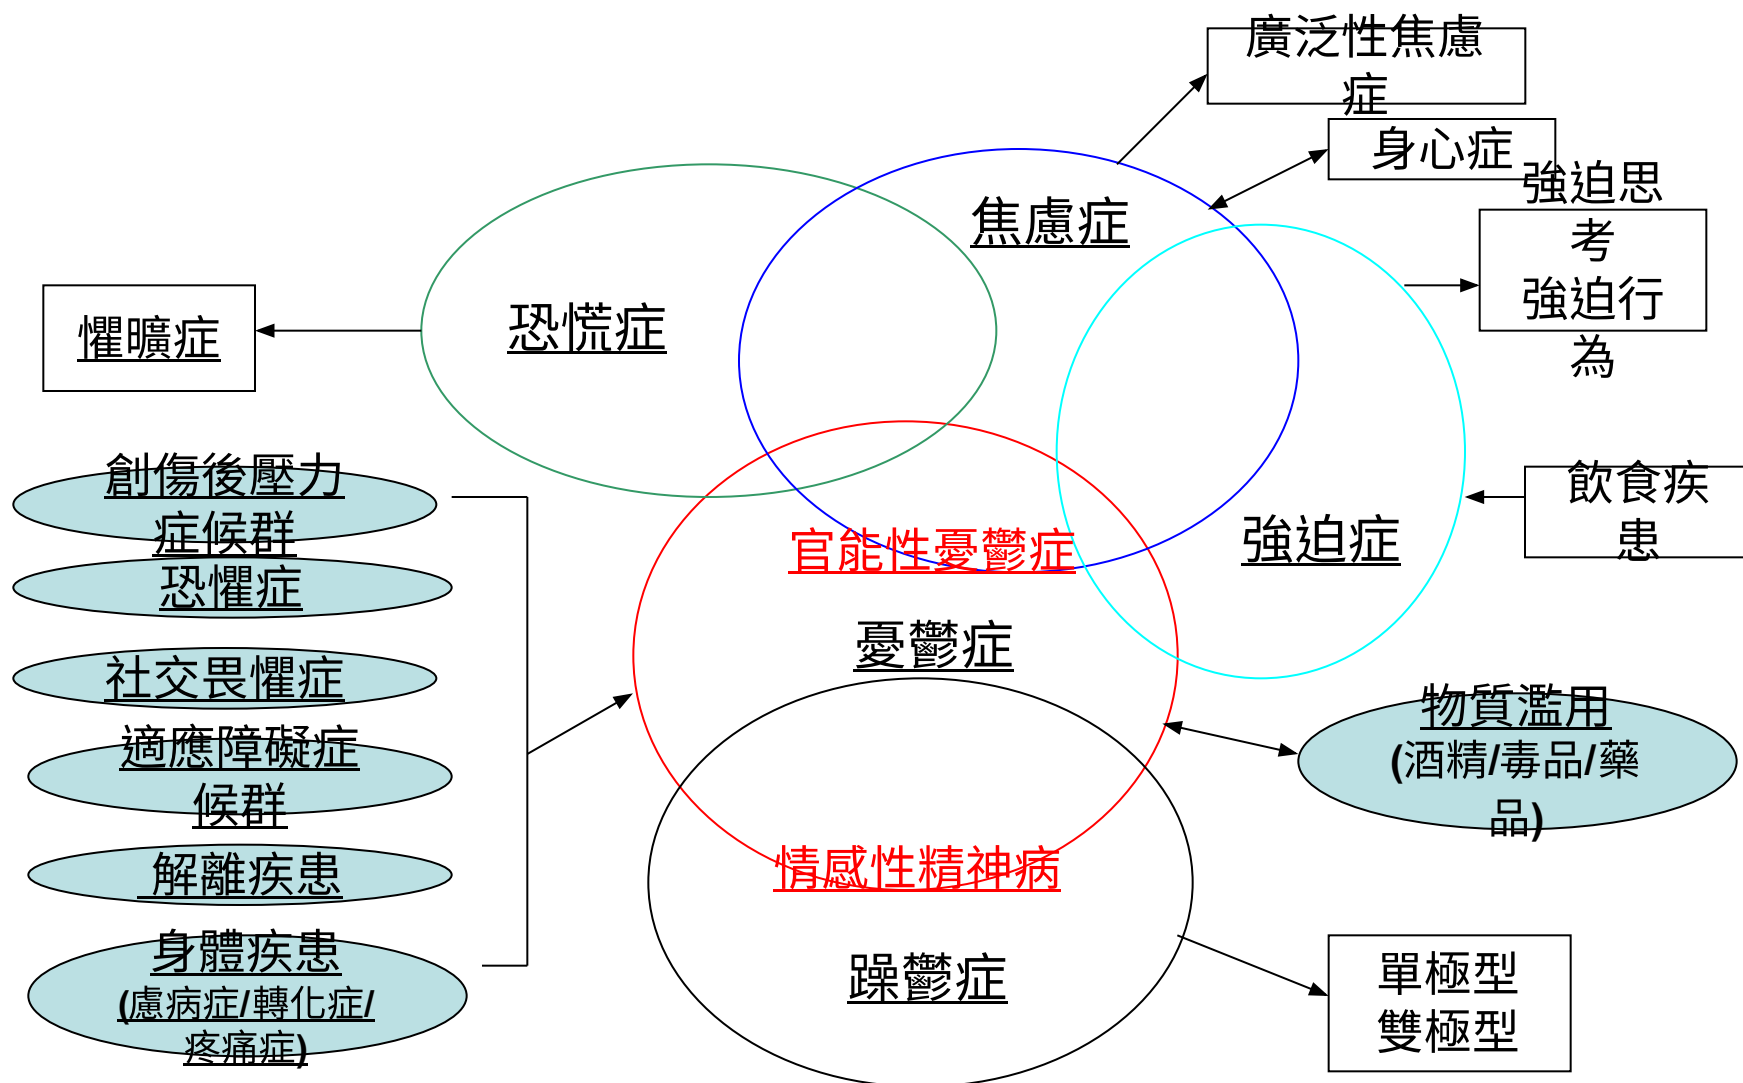 廣泛性焦慮
症
身心症
強迫思
考
強迫行
為
焦慮症
恐慌症
懼曠症
創傷後壓力
症候群
恐懼症
社交畏懼症
適應障礙症
候群
解離疾患
身體疾患
(慮病症/轉化症/
疼痛症)
官能性憂鬱症
強迫症
飲食疾
患
憂鬱症
物質濫用
(酒精/毒品/藥
品)
情感性精神病
躁鬱症
單極型
雙極型